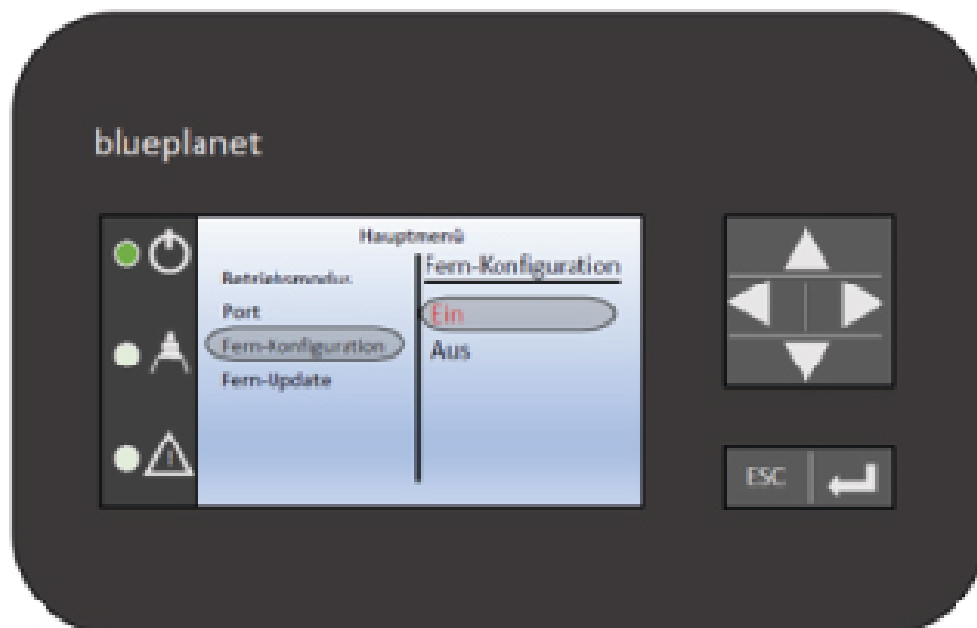 blueplanet
Hauptmenü
Betriebsmodus
Port
Fern-Konfiguration
Fern-Update
Fern-Konfiguration
Ein
Aus
ESC